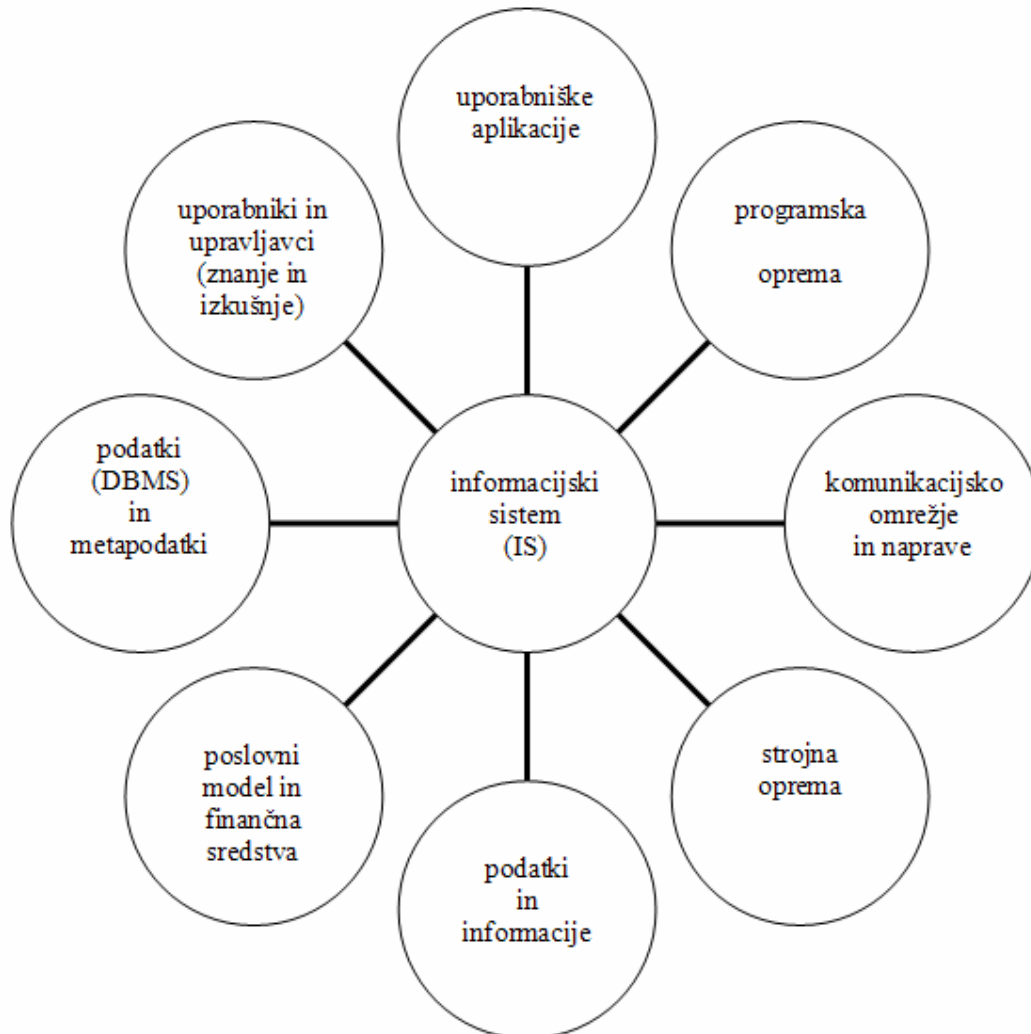 uporabniške
aplikacije
uporabniki in
upravljavci
(znanje in
izkušnje)
programska
oprema
podatki
(DBMS)
in
metapodatki
informacijski
sistem
(IS)
komunikacijsko
omrežje
in naprave
poslovni
model in
finančna
sredstva
strojna
oprema
podatki
in
informacije